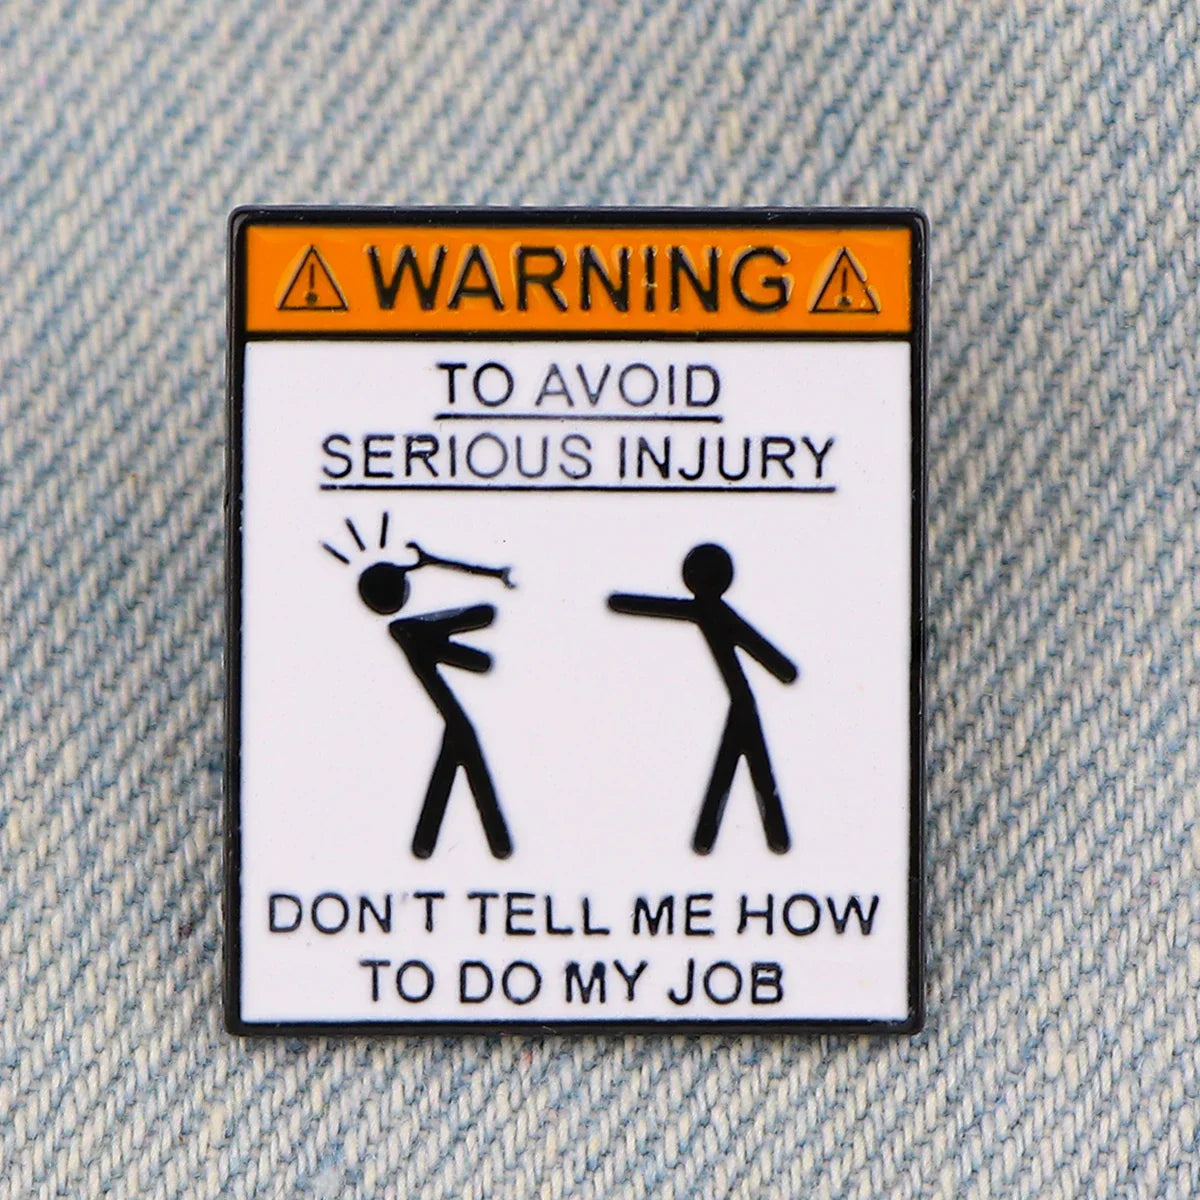 WARNING
TO AVOID
SERIOUS INJURY
DON'T TELL ME HOW
TO DO MY JOB